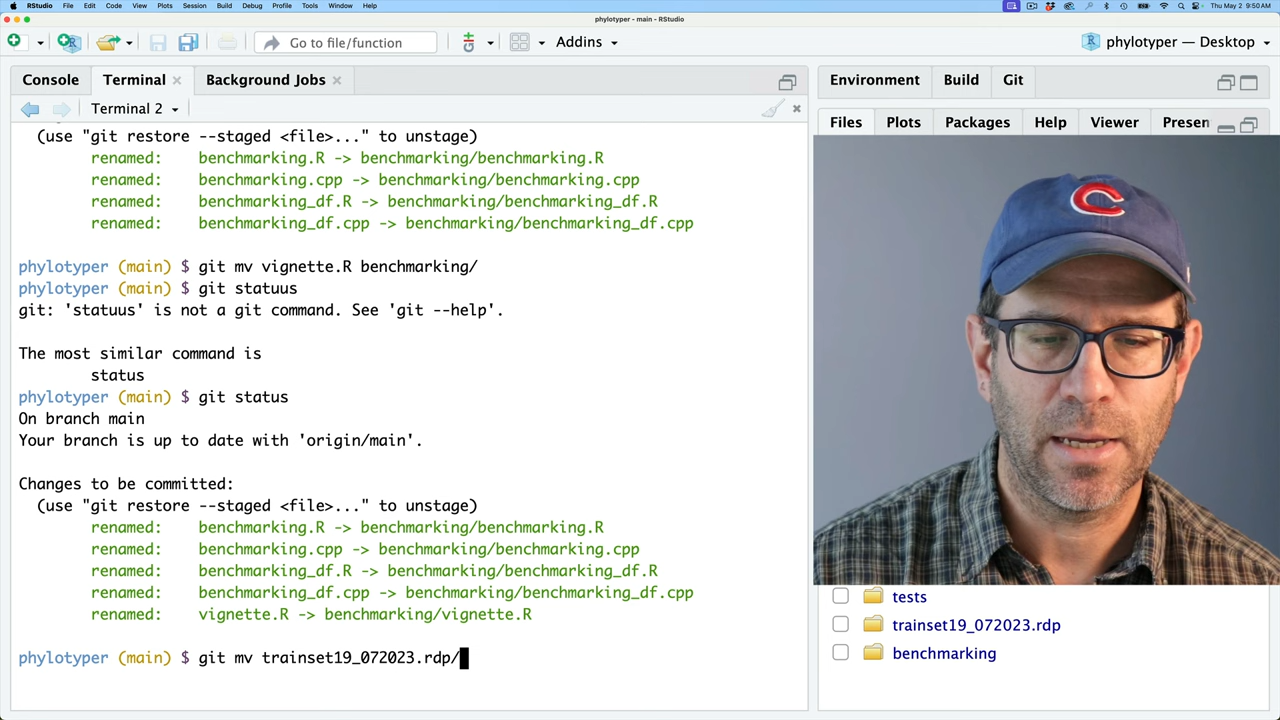 RStudio File Edit Code View Plots Session Build Debug Profile Tools Window Help
Thu May 2 9:50 AM
phylotyper - main - RStudio
Go to file/function
Addins
phylotyper — Desktop
Console Terminal Background Jobs
Terminal 2
(use "git restore --staged <file>..." to unstage)
renamed: benchmarking.R -> benchmarking/benchmarking.R
renamed: benchmarking.cpp -> benchmarking/benchmarking.cpp
renamed: benchmarking_df.R -> benchmarking/benchmarking_df.R
renamed: benchmarking_df.cpp -> benchmarking/benchmarking_df.cpp
phylotyper (main) $ git mv vignette.R benchmarking/
phylotyper (main) $ git statuus
git: 'statuus' is not a git command. See 'git --help'.
The most similar command is
status
phylotyper (main) $ git status
On branch main
Your branch is up to date with 'origin/main'.
Changes to be committed:
(use "git restore --staged <file>..." to unstage)
renamed: benchmarking.R -> benchmarking/benchmarking.R
renamed: benchmarking.cpp -> benchmarking/benchmarking.cpp
renamed: benchmarking_df.R -> benchmarking/benchmarking_df.R
renamed: benchmarking_df.cpp -> benchmarking/benchmarking_df.cpp
renamed: vignette.R -> benchmarking/vignette.R
phylotyper (main) $ git mv trainset19_072023.rdp/
Environment Build Git
Files Plots Packages Help Viewer Presen
C
tests
trainset19_072023.rdp
benchmarking